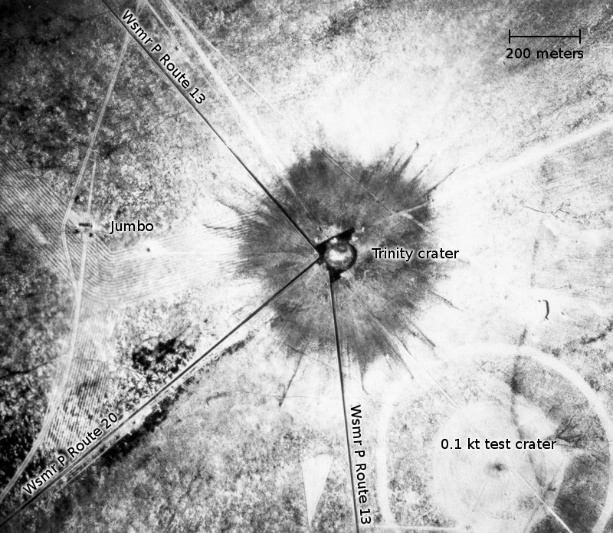 Wsmr P Route 13
200 meters
Jumbo
Trinity crater
Wsmr P Route 20
Wsmr P Route 13
0.1 kt test crater